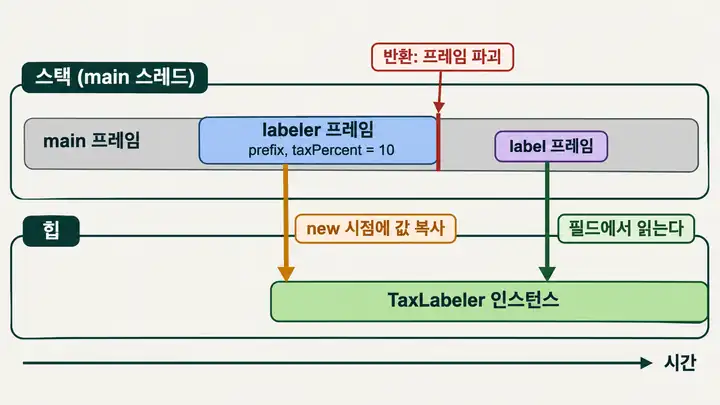 반환: 프레임 파괴
스택 (main 스레드)
main 프레임
labeler 프레임
prefix, taxPercent = 10
label 프레임
힙
new 시점에 값 복사
필드에서 읽는다
TaxLabeler 인스턴스
시간